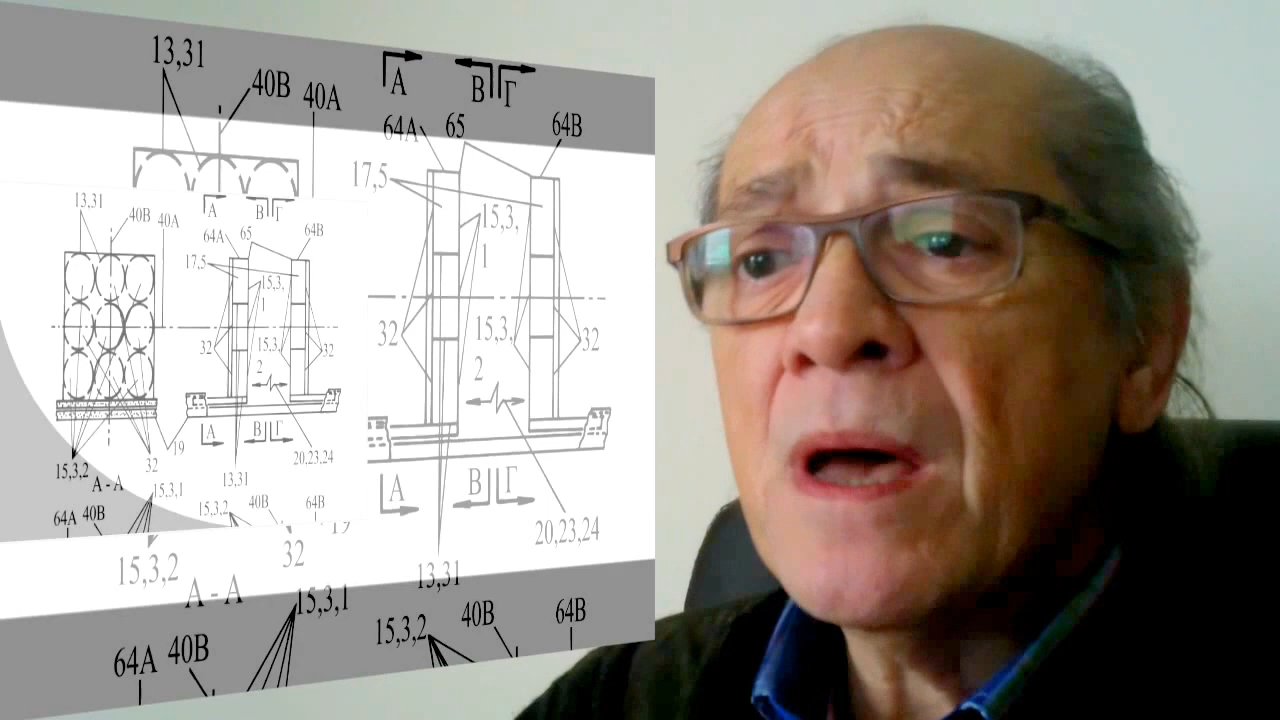 13,31
40B
40A
A
B
Г
64A
65
64B
17,5
15,3,
1
32
15,3,
2
32
A
B
Г
20,23,24
13,31
13,31
40B
40A
A
B
Г
64A
65
64B
17,5
15,3,
1
32
15,3,
2
32
A
B
Г
19
20,23,24
13,31
15,3,2
32
A - A
15,3,1
64A
40B
15,3,2
40B
64B
19
15,3,2
32
A - A
15,3,1
64A
40B
15,3,2
40B
64B